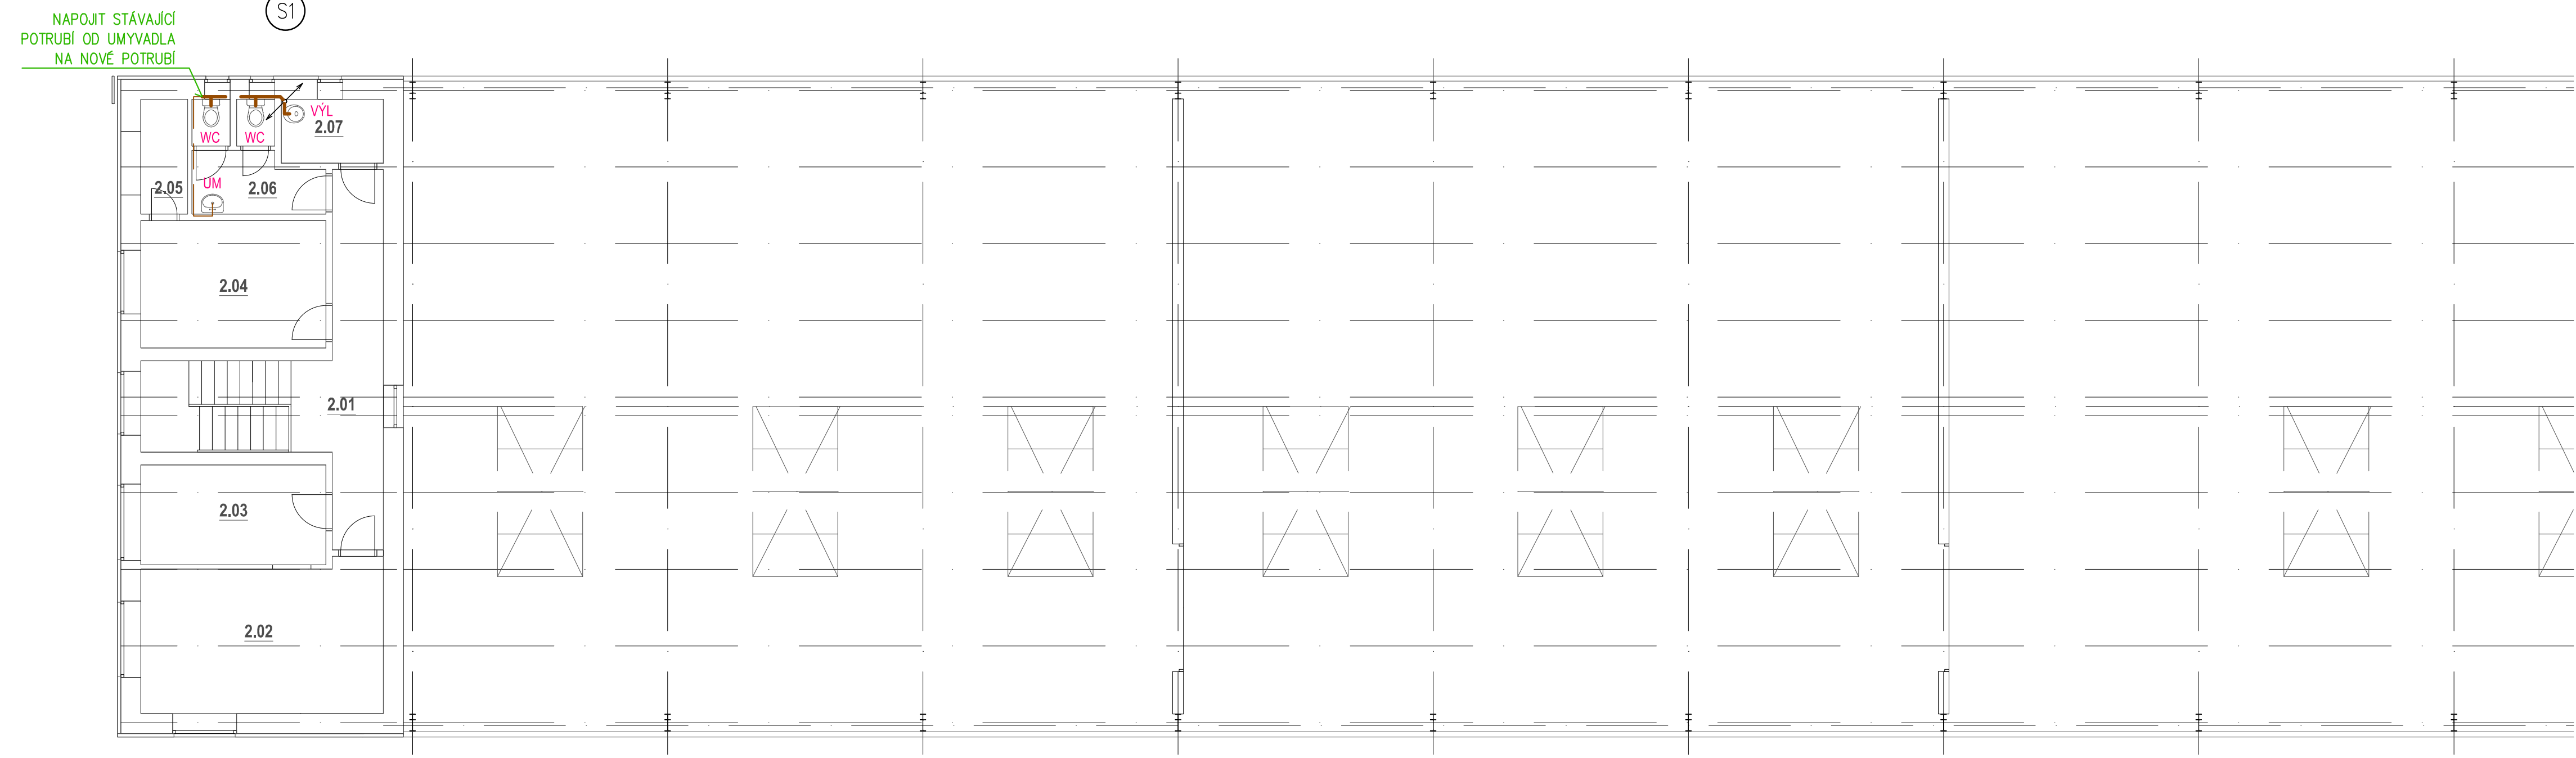 S1
NAPOJIT STÁVAJÍCÍ
POTRUBÍ OD UMYVADLA
NA NOVÉ POTRUBÍ
VÝL
2.07
WC
WC
UM
2.05
2.06
2.04
2.01
2.03
2.02